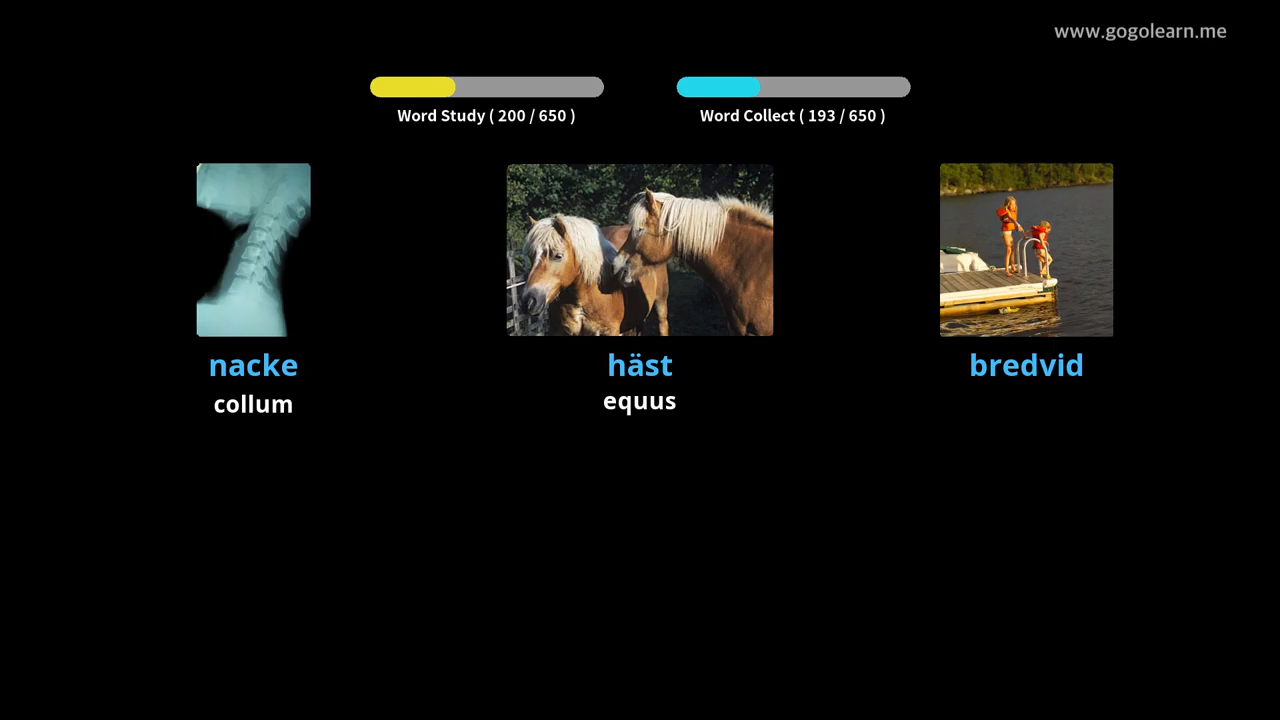 www.gogolearn.me
Word Study ( 200 / 650 )
Word Collect ( 193 / 650 )
nacke
collum
häst
equus
bredvid